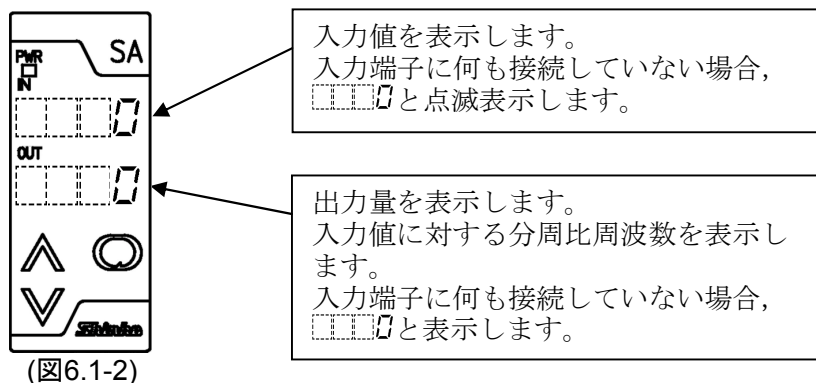 SA
PWR
IN
0
OUT
0
Shinko
(図6.1-2)
入力値を表示します。
入力端子に何も接続していない場合,
□□□0と点滅表示します。
出力量を表示します。
入力値に対する分周比周波数を表示し
ます。
入力端子に何も接続していない場合,
□□□0と表示します。